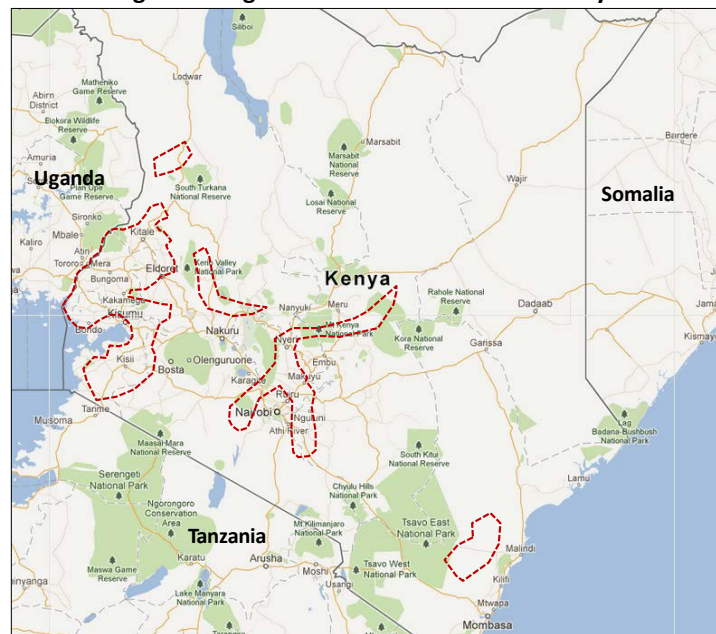 Siloi
Lodwar
Matheniko
Game Reserve
Abirn
District
Elokora Wildlife
Reserve
Amuria
Uganda
Game Reserve
South Turkana
National Reserve
Marsabit
Marsabit
National
Reserve
Losai National
Reserve
Wajir
Bardere
Somalia
Sironko
Mbale
Kaliro
Kitale
Tororo
Mera
Bungoma
Eldoret
Kerio Valley
National Park
Kakamega
Kisumu
Bondo
Kenya
Nanyuki
Meru
Rahole National
Reserve
Dadaab
Mt Kenya
National Park
Kora National
Reserve
Kismayo
Nakuru
Nyeri
Embu
Garissa
Kisii
Bosta
Olenguruone
Karagita
Makuyu
Ruiru
Nairobi
Nguluni
Athi River
Tarime
Musoma
Maasai Mara
National Reserve
Lag
Badana-Bushbush
National Park
South Kitui
National Reserve
Lamu
Serengeti
National Park
Ngorongoro
Conservation
Area
Chyulu Hills
National Park
Tanzania
Mt.Kilimanjaro
National Park
Tsavo East
National Park
Malindi
Maswa Game
Reserve
Karatu
Arusha
Moshi
Tsavo West
National Park
Kilifi
Lake Manyara
National Park
Usangi
Mtwapa
Mombasa